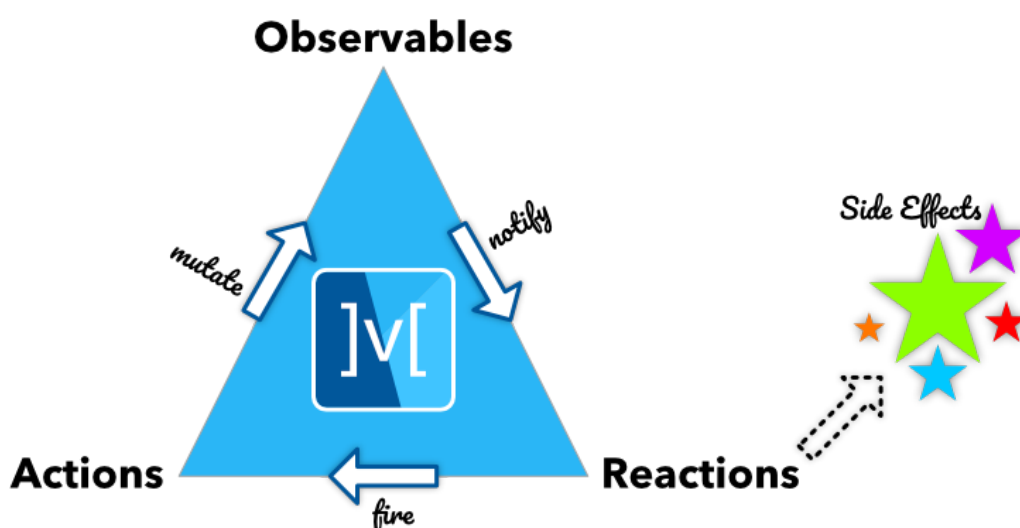 Observables
Side Effects
mutate
notify
]v[
Actions
Reactions
fire